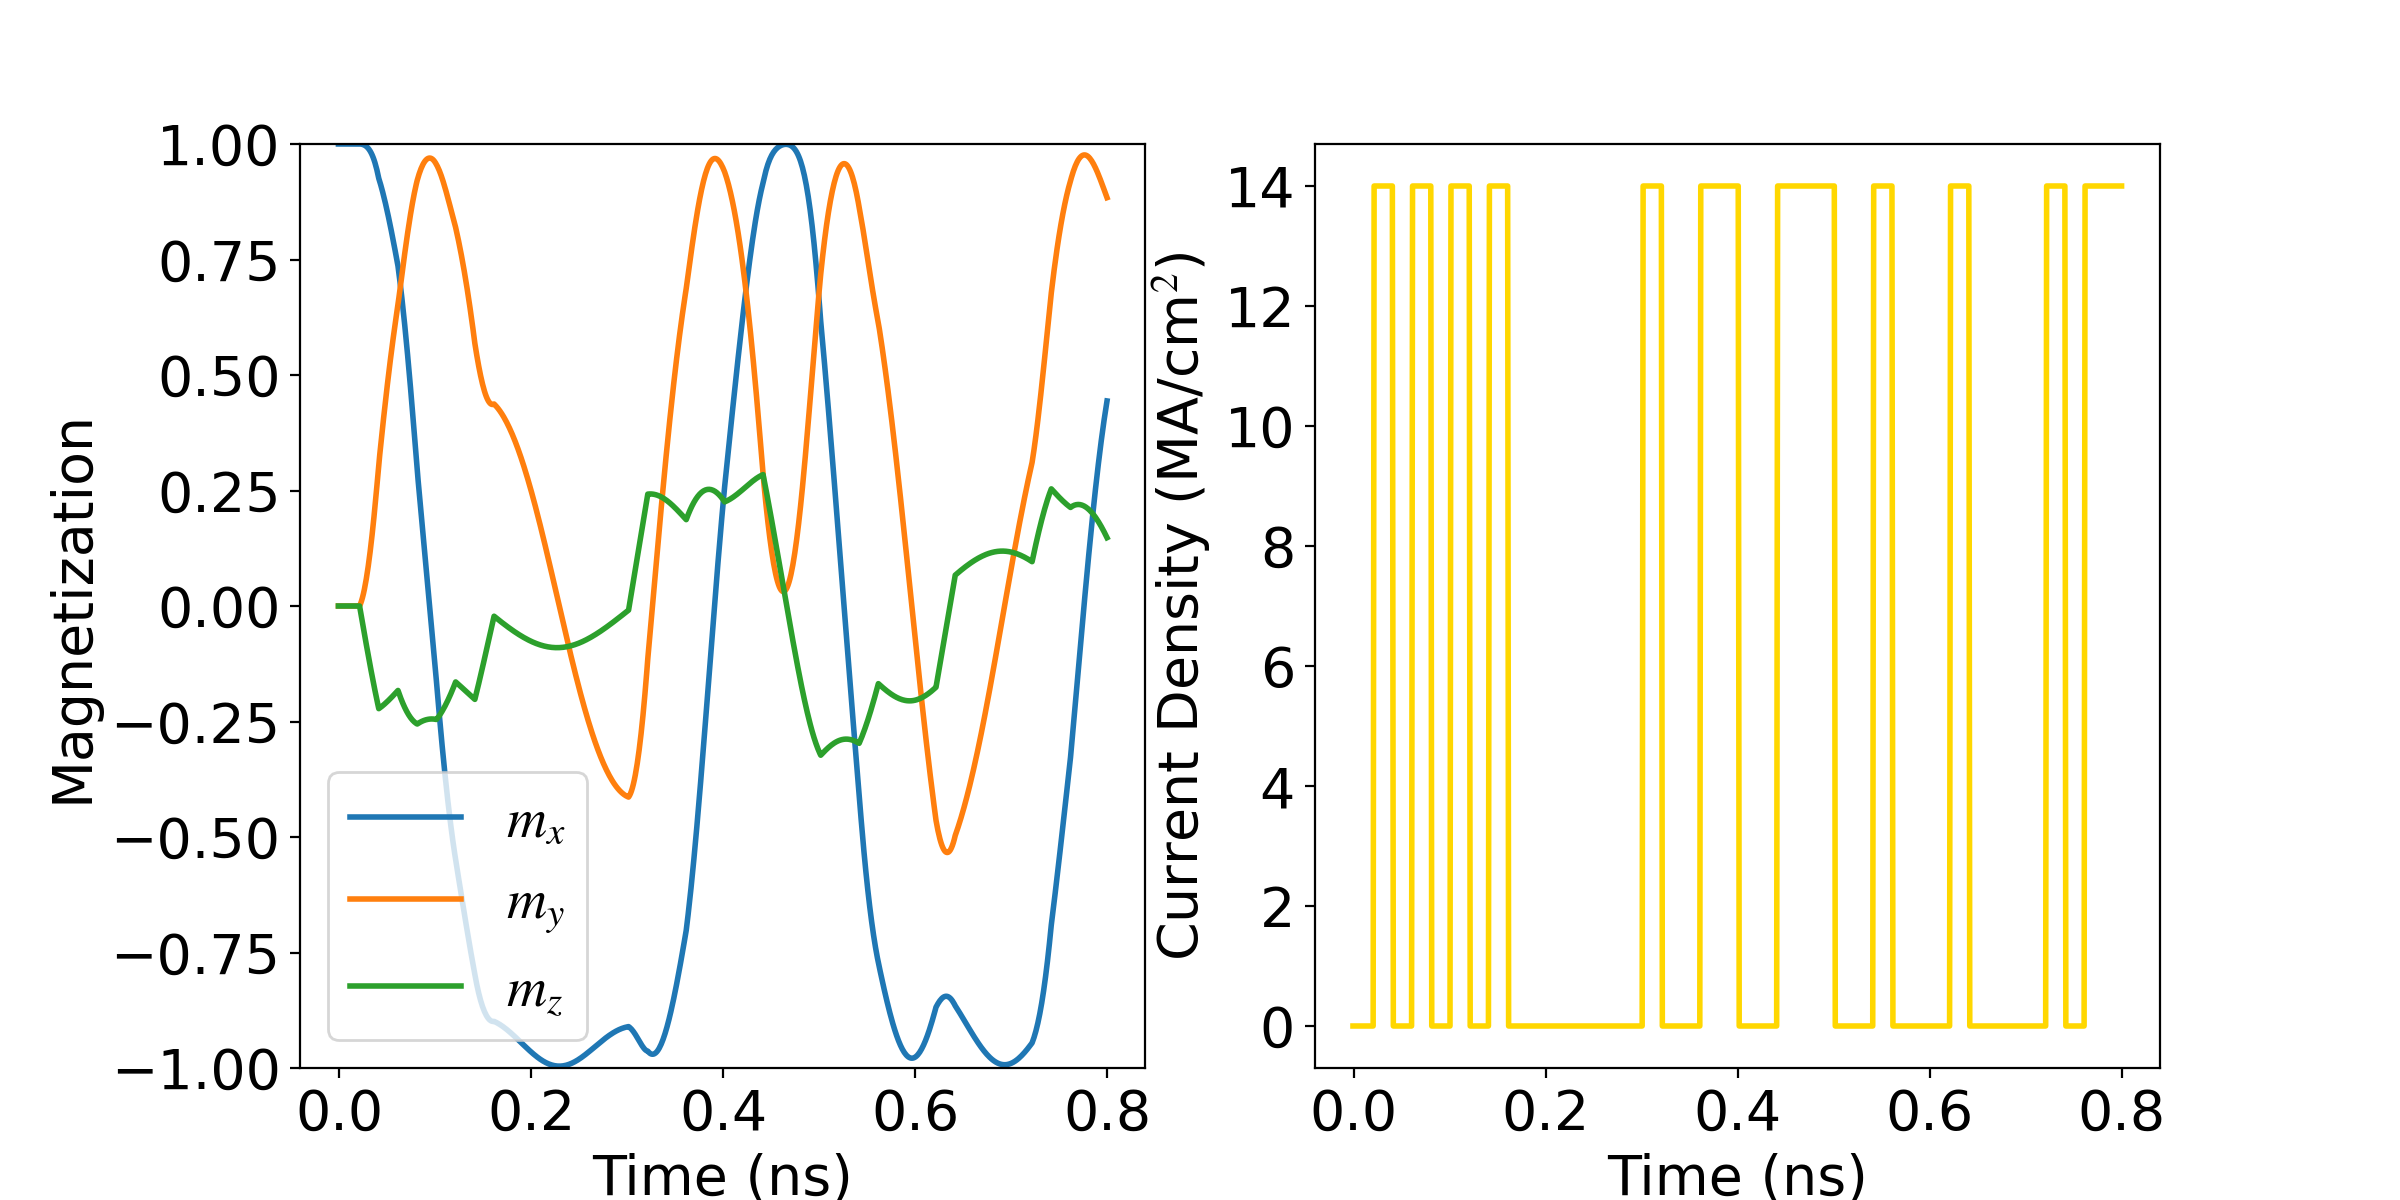 Magnetization
1.00
0.75
0.50
0.25
0.00
−0.25
−0.50
−0.75
−1.00
m_x
m_y
m_z
0.0 0.2 0.4 0.6 0.8
Time (ns)
Current Density (MA/cm²)
14
12
10
8
6
4
2
0
0.0 0.2 0.4 0.6 0.8
Time (ns)